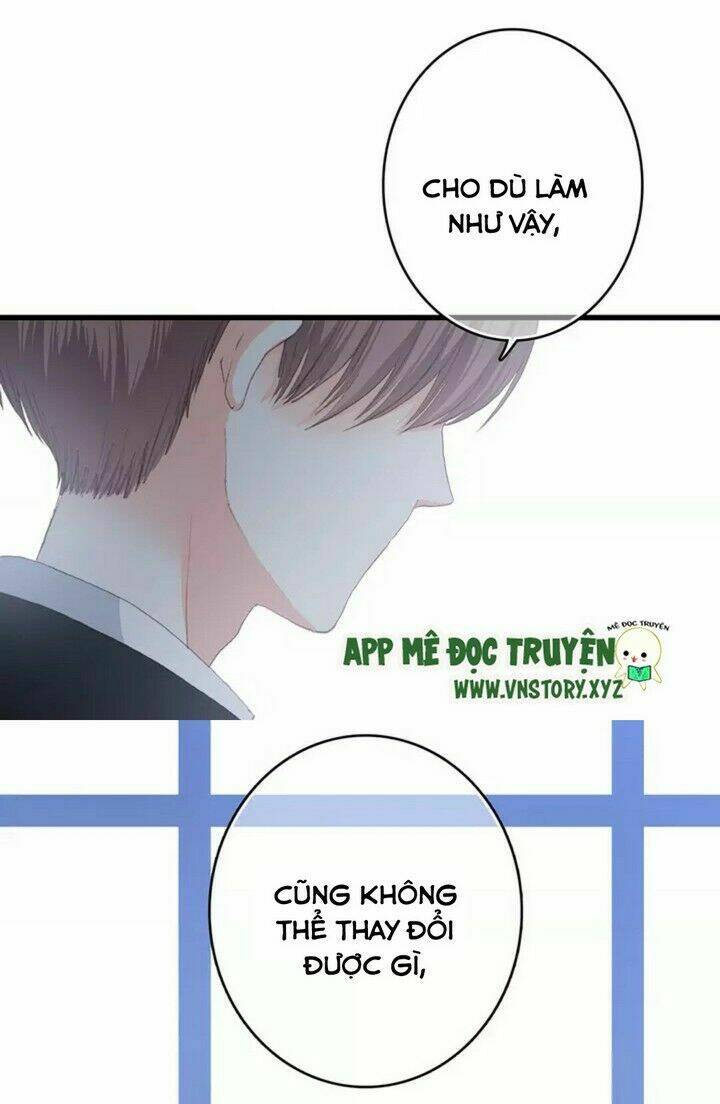 CHO DÙ LÀM
NHƯ VẬY,
MÊ ĐỌC TRUYỆN
APP MÊ ĐỌC TRUYỆN
WWW.VNSTORY.XYZ
CŨNG KHÔNG
THỂ THAY ĐỔI
ĐƯỢC GÌ,